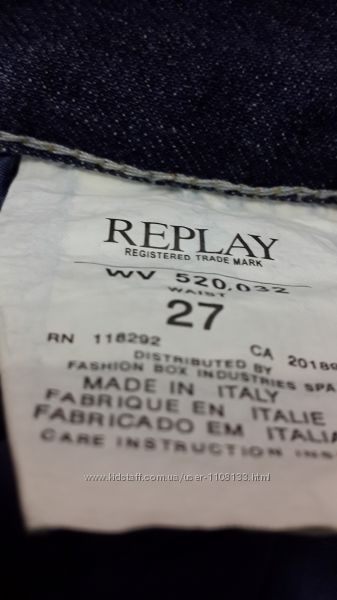 REPLAY
REGISTERED TRADE MARK
WV 520.032
WAIST
27
RN 118292 CA 20189
DISTRIBUTED BY
FASHION BOX INDUSTRIES SPA
MADE IN ITALY
FABRIQUE EN ITALIE
FABRICADO EM ITALIA
CARE INSTRUCTION INS
www.kidstaff.com.ua/user-1108133.html